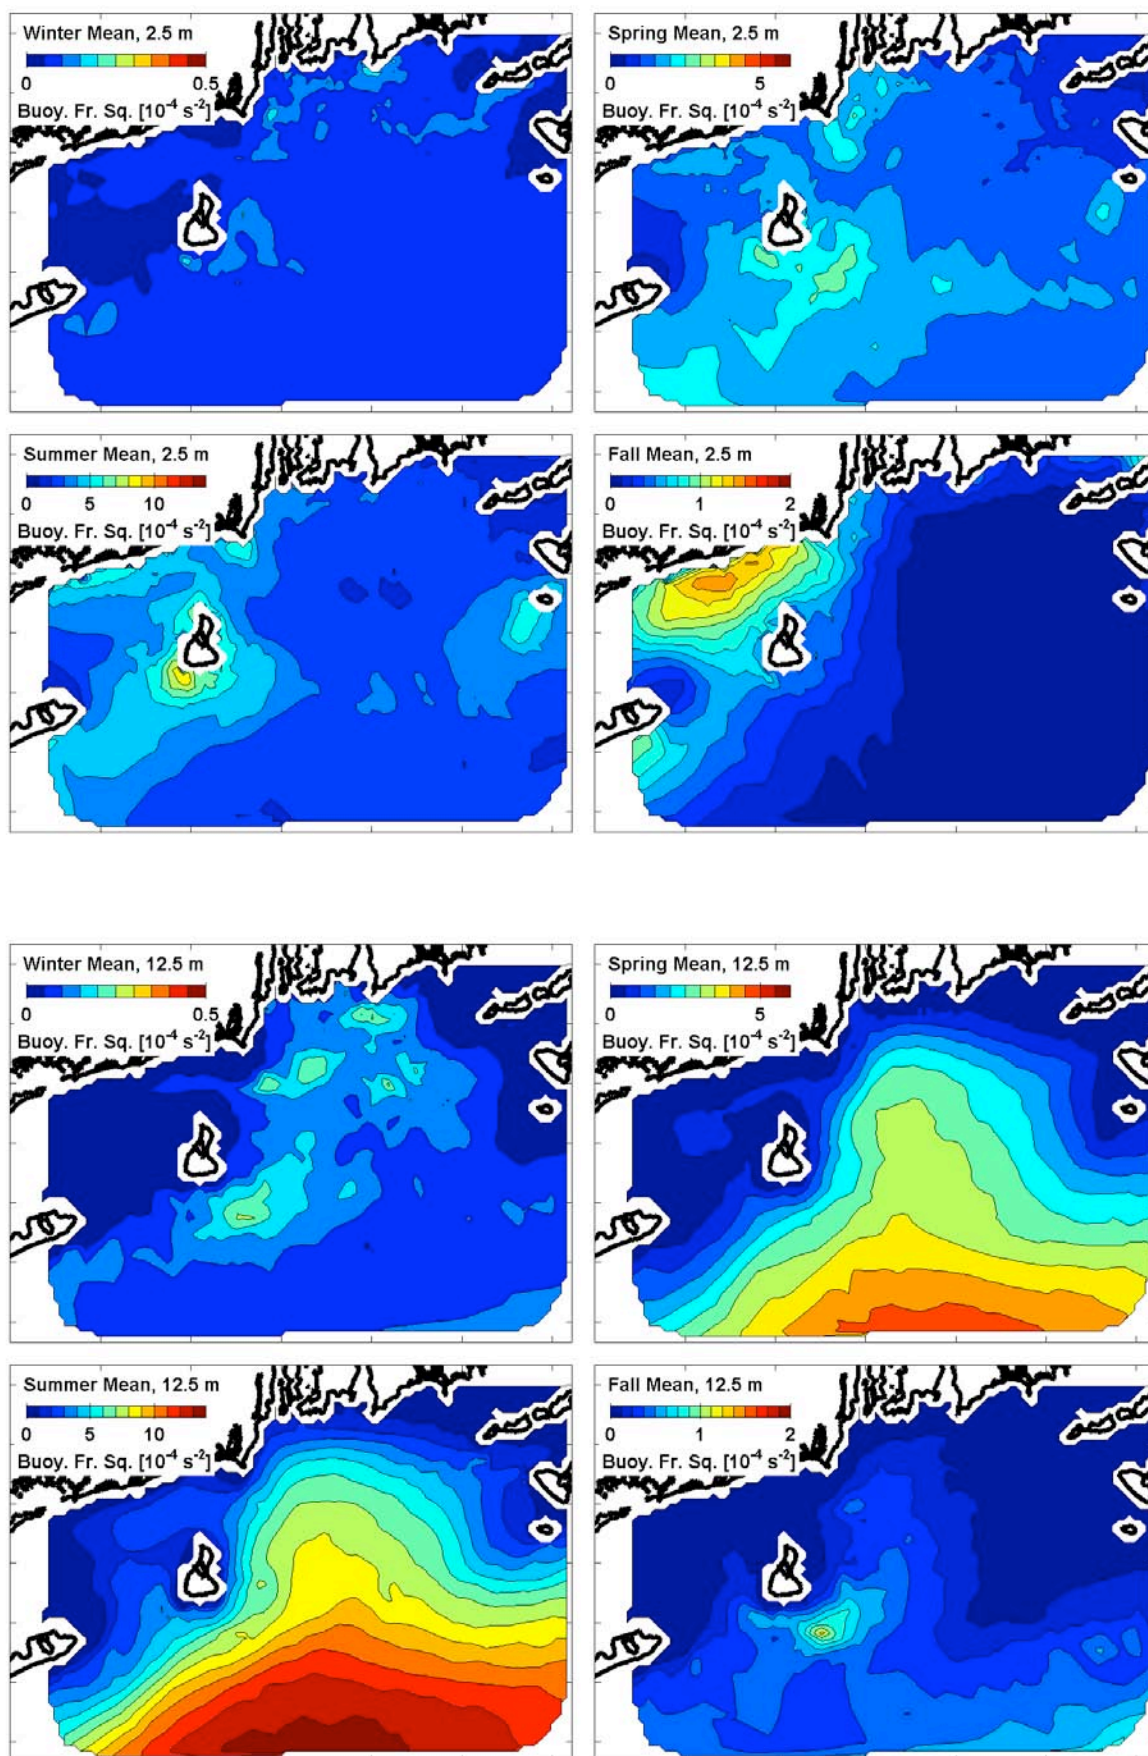 Winter Mean, 2.5 m
0 0.5
Buoy. Fr. Sq. [10⁻⁴ s⁻²]
Spring Mean, 2.5 m
0 5
Buoy. Fr. Sq. [10⁻⁴ s⁻²]
Summer Mean, 2.5 m
0 5 10
Buoy. Fr. Sq. [10⁻⁴ s⁻²]
Fall Mean, 2.5 m
0 1 2
Buoy. Fr. Sq. [10⁻⁴ s⁻²]
Winter Mean, 12.5 m
0 0.5
Buoy. Fr. Sq. [10⁻⁴ s⁻²]
Spring Mean, 12.5 m
0 5
Buoy. Fr. Sq. [10⁻⁴ s⁻²]
Summer Mean, 12.5 m
0 5 10
Buoy. Fr. Sq. [10⁻⁴ s⁻²]
Fall Mean, 12.5 m
0 1 2
Buoy. Fr. Sq. [10⁻⁴ s⁻²]